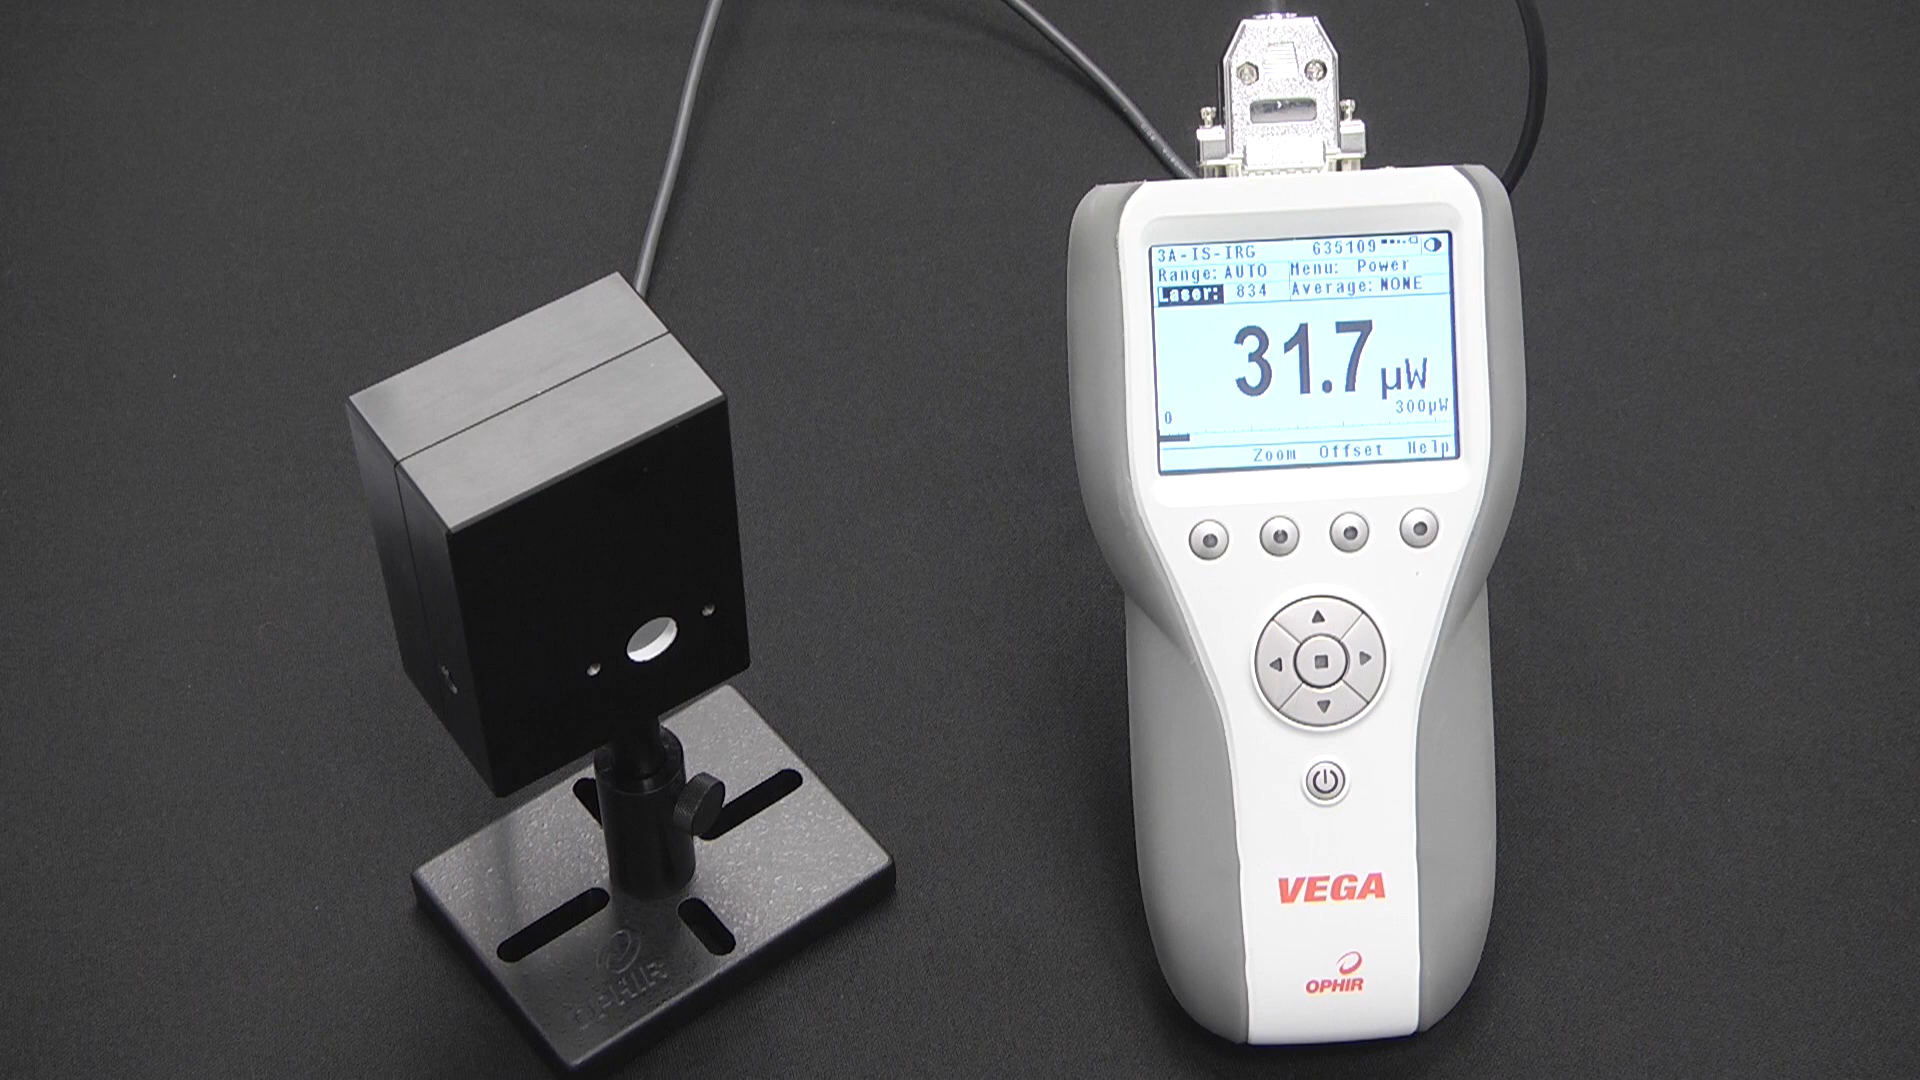 3A-IS-IRG 635109
Range: AUTO Menu: Power
Laser: 834 Average: NONE
31.7 µW
0 300µW
Zoom Offset Help
VEGA
OPHIR
OPHIR